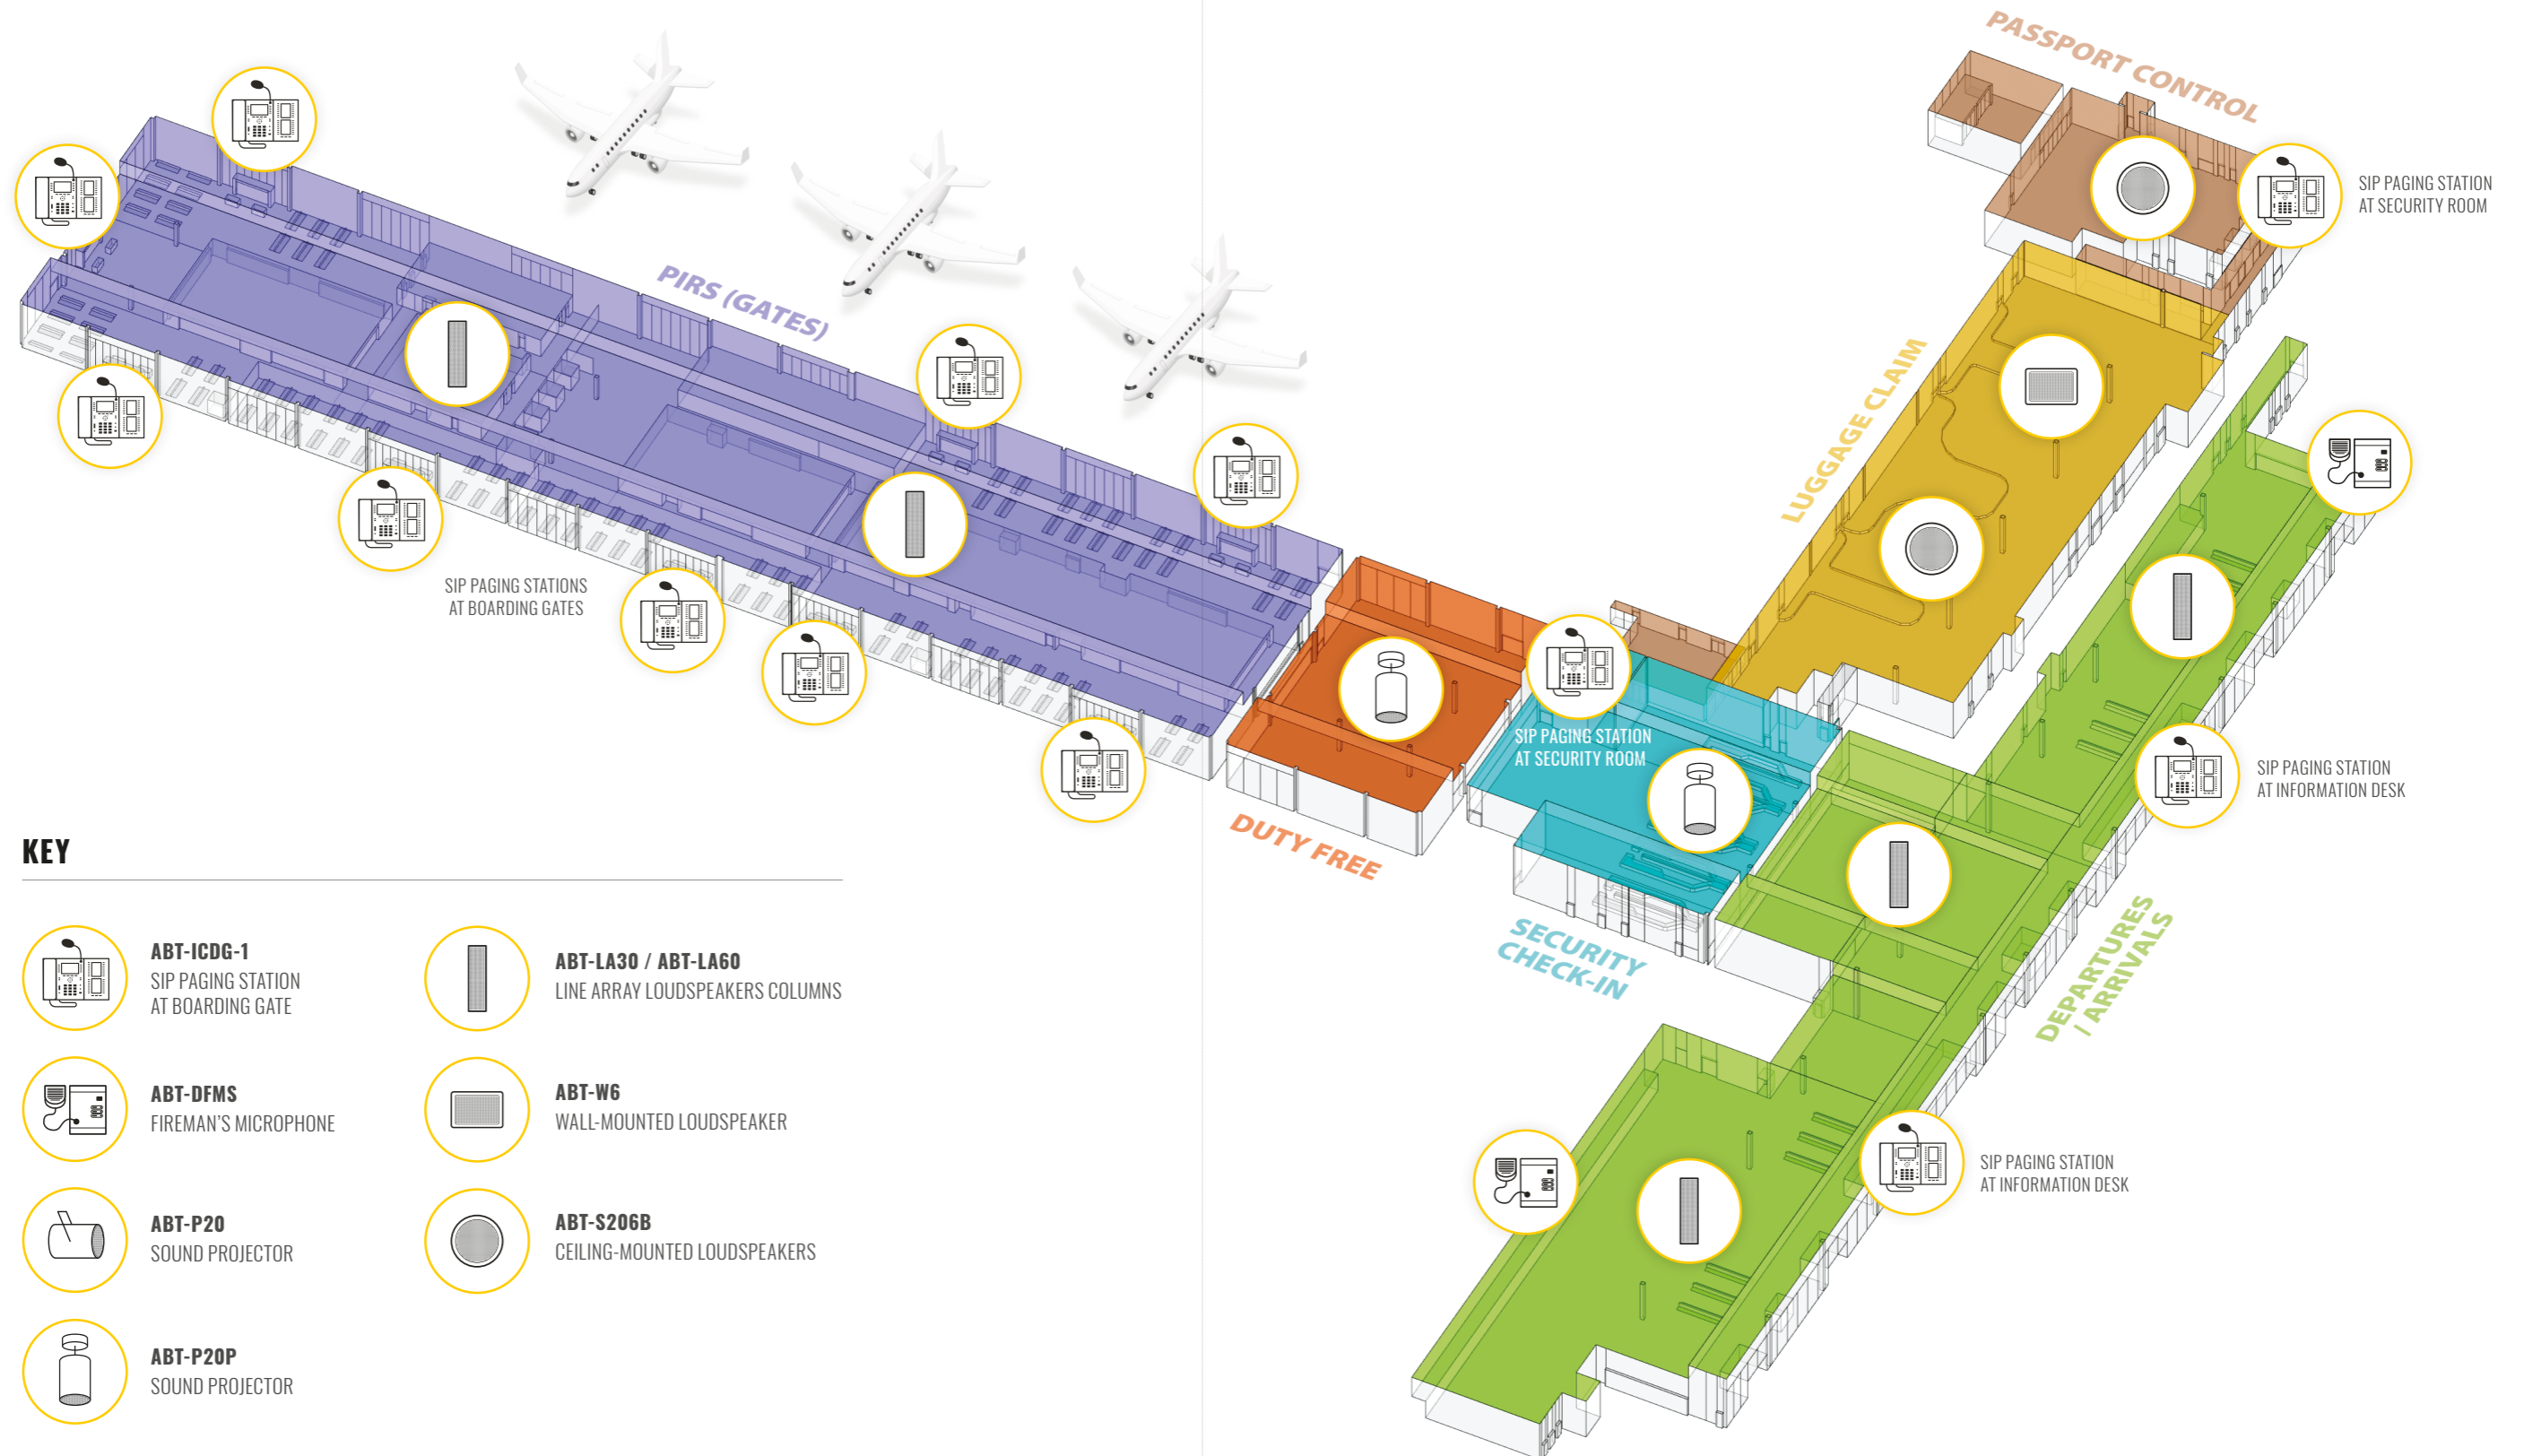 PASSPORT CONTROL
SIP PAGING STATION
AT SECURITY ROOM
PIRS (GATES)
LUGGAGE CLAIM
SIP PAGING STATIONS
AT BOARDING GATES
SIP PAGING STATION
AT SECURITY ROOM
SIP PAGING STATION
AT INFORMATION DESK
DUTY FREE
SECURITY
CHECK-IN
DEPARTURES
/ ARRIVALS
SIP PAGING STATION
AT INFORMATION DESK
KEY
ABT-ICDG-1
SIP PAGING STATION
AT BOARDING GATE
ABT-DFMS
FIREMAN'S MICROPHONE
ABT-P20
SOUND PROJECTOR
ABT-P20P
SOUND PROJECTOR
ABT-LA30 / ABT-LA60
LINE ARRAY LOUDSPEAKERS COLUMNS
ABT-W6
WALL-MOUNTED LOUDSPEAKER
ABT-S206B
CEILING-MOUNTED LOUDSPEAKERS